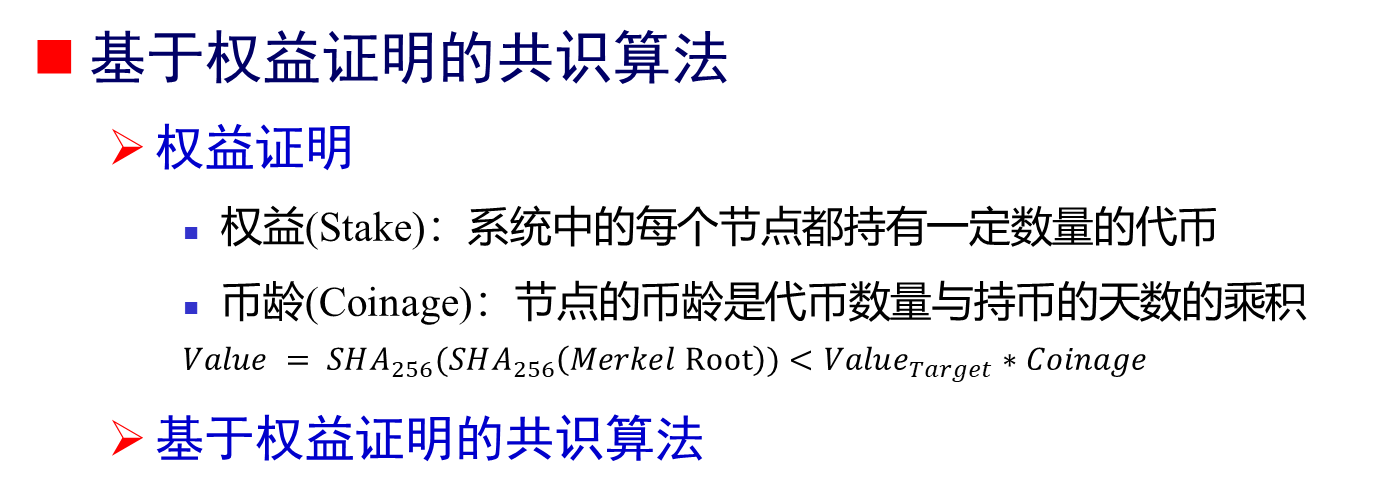 基于权益证明的共识算法
权益证明
权益(Stake)：系统中的每个节点都持有一定数量的代币
币龄(Coinage)：节点的币龄是代币数量与持币的天数的乘积
Value = SHA₂₅₆(SHA₂₅₆(Merkel Root)) < Value_Target * Coinage
基于权益证明的共识算法